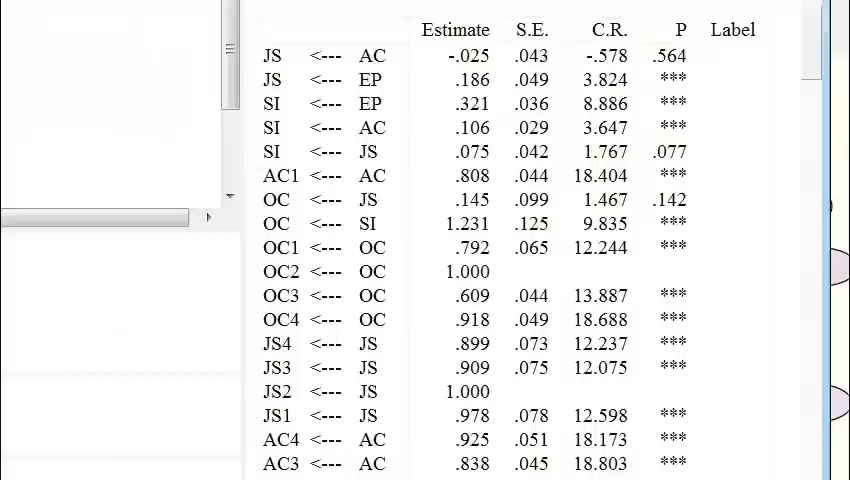 Estimate S.E. C.R. P Label
JS <--- AC -.025 .043 -.578 .564
JS <--- EP .186 .049 3.824 ***
SI <--- EP .321 .036 8.886 ***
SI <--- AC .106 .029 3.647 ***
SI <--- JS .075 .042 1.767 .077
AC1 <--- AC .808 .044 18.404 ***
OC <--- JS .145 .099 1.467 .142
OC <--- SI 1.231 .125 9.835 ***
OC1 <--- OC .792 .065 12.244 ***
OC2 <--- OC 1.000
OC3 <--- OC .609 .044 13.887 ***
OC4 <--- OC .918 .049 18.688 ***
JS4 <--- JS .899 .073 12.237 ***
JS3 <--- JS .909 .075 12.075 ***
JS2 <--- JS 1.000
JS1 <--- JS .978 .078 12.598 ***
AC4 <--- AC .925 .051 18.173 ***
AC3 <--- AC .838 .045 18.803 ***